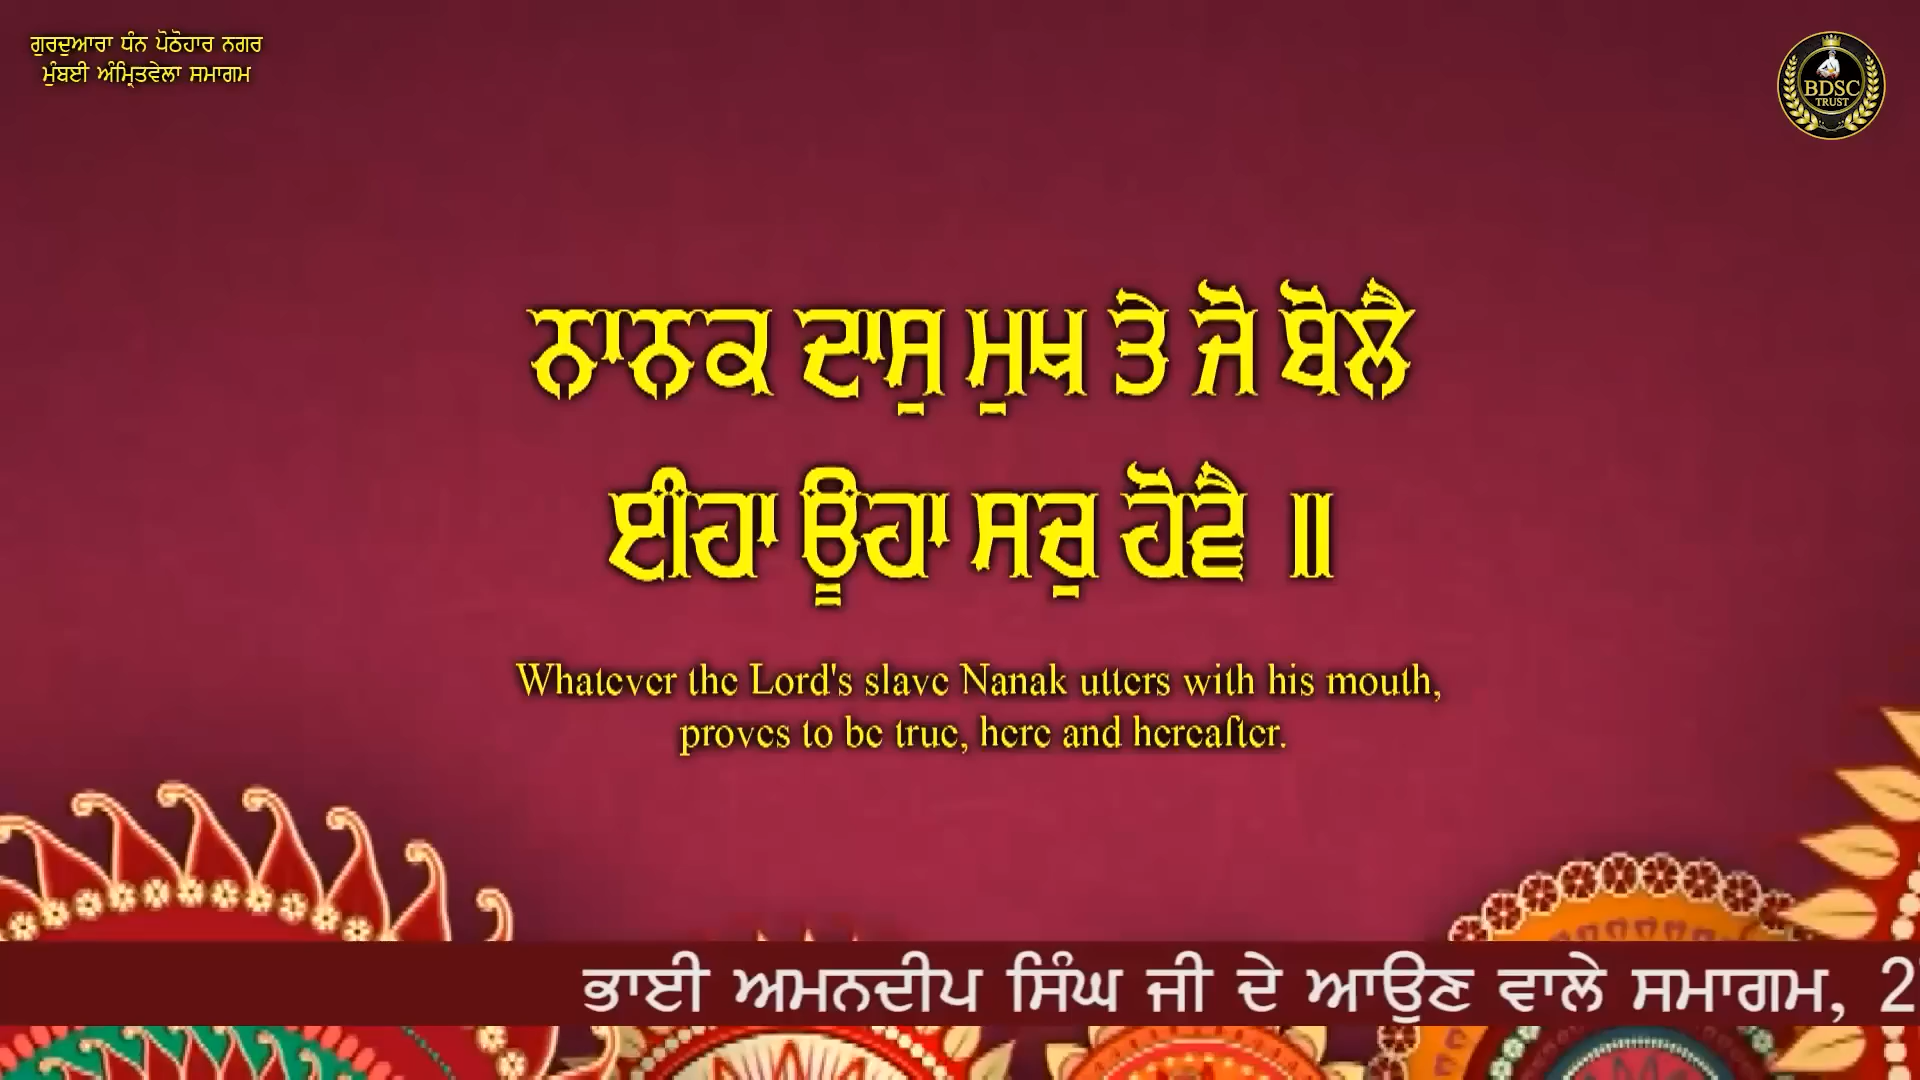 ਗੁਰਦੁਆਰਾ ਧੰਨ ਪੋਠੋਹਾਰ ਨਗਰ
ਮੁੰਬਈ ਅੰਮ੍ਰਿਤਵੇਲਾ ਸਮਾਗਮ
BDSC
TRUST
ਨਾਨਕ ਦਾਸੁ ਮੁਖ ਤੇ ਜੋ ਬੋਲੈ
ਈਹਾ ਊਹਾ ਸਚੁ ਹੋਵੈ ॥
Whatever the Lord's slave Nanak utters with his mouth,
proves to be true, here and hereafter.
ਭਾਈ ਅਮਨਦੀਪ ਸਿੰਘ ਜੀ ਦੇ ਆਉਣ ਵਾਲੇ ਸਮਾਗਮ, 2